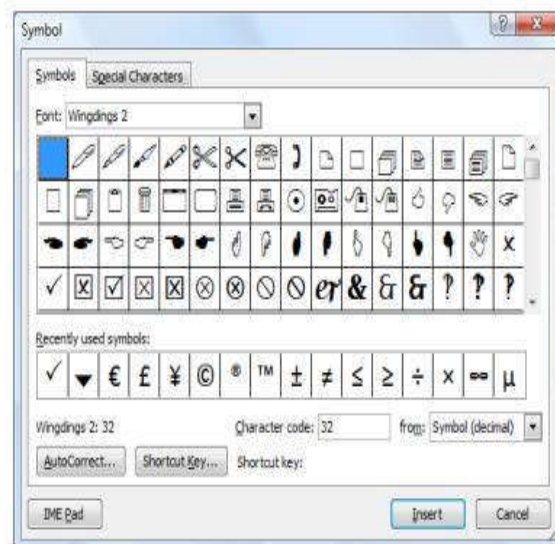 Symbol
Symbols Special Characters
Font: Wingdings 2
✓ & & & & ‽ ‽ ‽
Recently used symbols:
✓ ▼ € £ ¥ © ® ™ ± ≠ ≤ ≥ ÷ × ∞ µ
Wingdings 2: 32 Character code: 32 from: Symbol (decimal)
AutoCorrect... Shortcut Key... Shortcut key:
IME Pad Insert Cancel